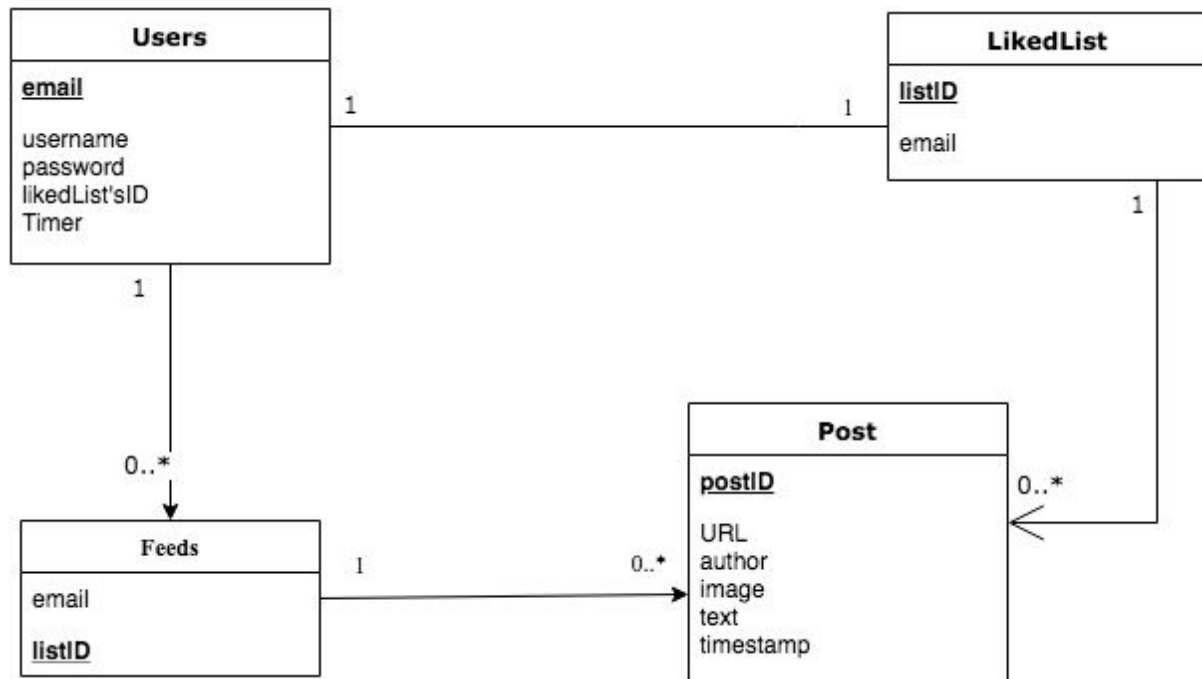 Users
email
username
password
likedList'sID
Timer
1
1
LikedList
listID
email
1
1
0..*
Feeds
email
listID
1
0..*
Post
postID
URL
author
image
text
timestamp
0..*